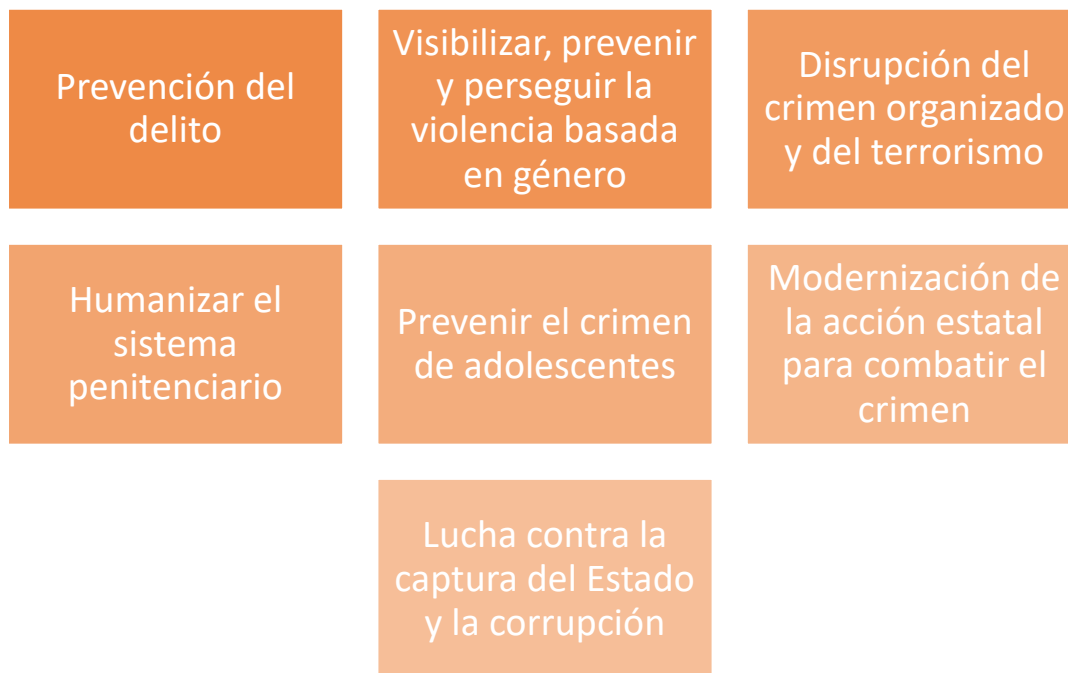 Prevención del
delito
Visibilizar, prevenir
y perseguir la
violencia basada
en género
Disrupción del
crimen organizado
y del terrorismo
Humanizar el
sistema
penitenciario
Prevenir el crimen
de adolescentes
Modernización de
la acción estatal
para combatir el
crimen
Lucha contra la
captura del Estado
y la corrupción